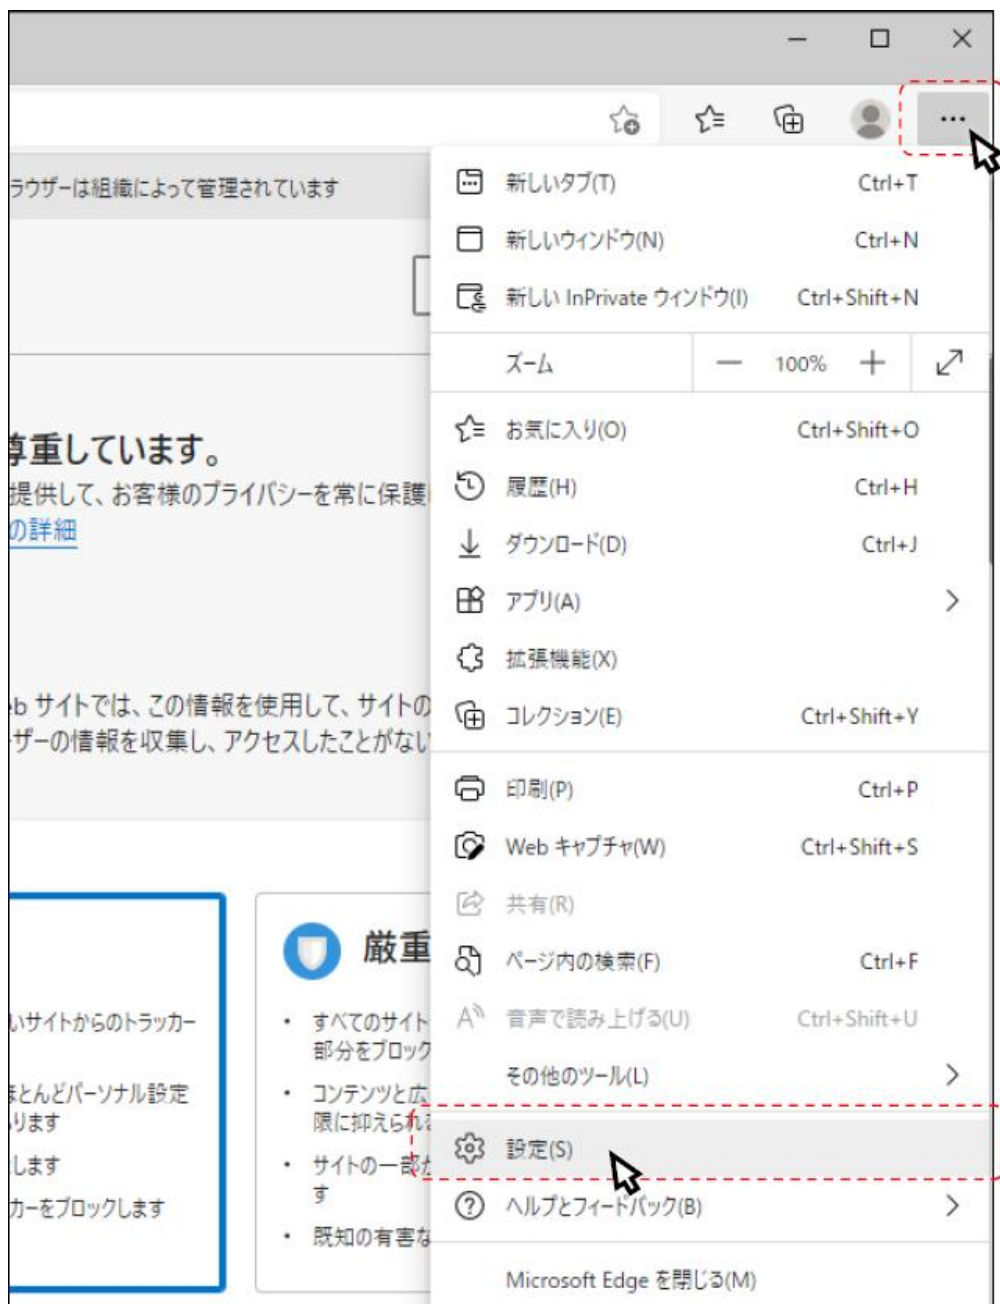 ラウザーは組織によって管理されています
尊重しています。
提供して、お客様のプライバシーを常に保護
の詳細
eb サイトでは、この情報を使用して、サイトの
ザーの情報を収集し、アクセスしたことがない
いサイトからのトラッカー
ほとんどパーソナル設定
ります
します
カーをブロックします
厳重
・ すべてのサイト
部分をブロック
・ コンテンツと広
限に抑えられる
・ サイトの一部が
す
・ 既知の有害な
新しいタブ(T) Ctrl+T
新しいウィンドウ(N) Ctrl+N
新しい InPrivate ウィンドウ(I) Ctrl+Shift+N
ズーム — 100% +
お気に入り(O) Ctrl+Shift+O
履歴(H) Ctrl+H
ダウンロード(D) Ctrl+J
アプリ(A)
拡張機能(X)
コレクション(E) Ctrl+Shift+Y
印刷(P) Ctrl+P
Web キャプチャ(W) Ctrl+Shift+S
共有(R)
ページ内の検索(F) Ctrl+F
音声で読み上げる(U) Ctrl+Shift+U
その他のツール(L)
設定(S)
ヘルプとフィードバック(B)
Microsoft Edge を閉じる(M)